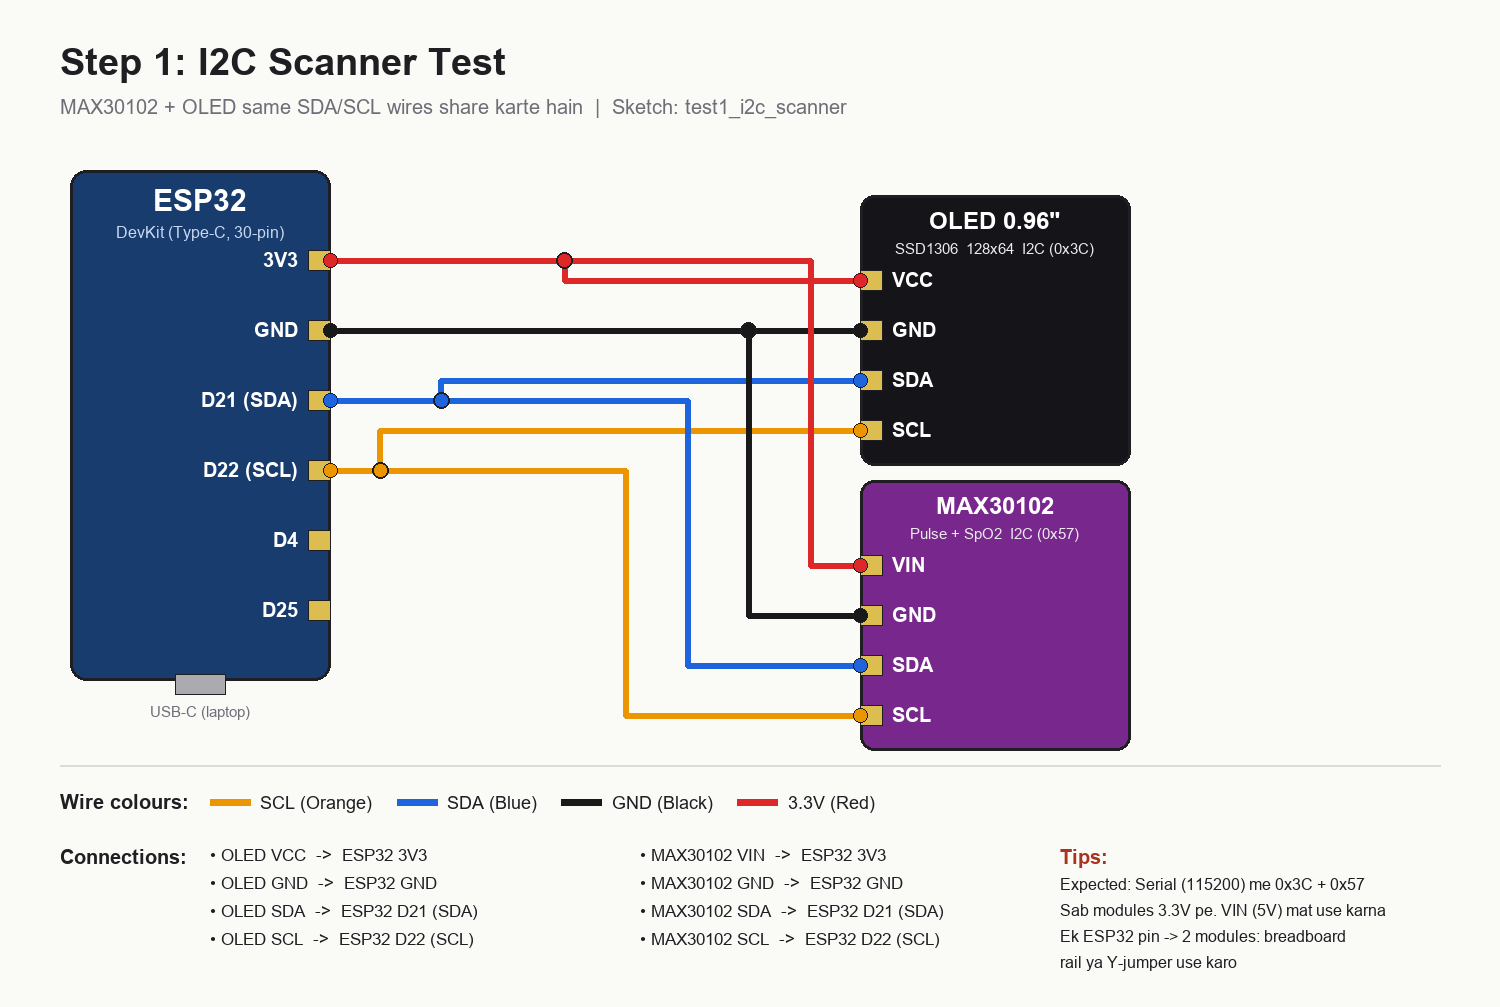 Step 1: I2C Scanner Test
MAX30102 + OLED same SDA/SCL wires share karte hain | Sketch: test1_i2c_scanner
ESP32
DevKit (Type-C, 30-pin)
3V3
GND
D21 (SDA)
D22 (SCL)
D4
D25
USB-C (laptop)
OLED 0.96"
SSD1306 128x64 I2C (0x3C)
VCC
GND
SDA
SCL
MAX30102
Pulse + SpO2 I2C (0x57)
VIN
GND
SDA
SCL
Wire colours: SCL (Orange) SDA (Blue) GND (Black) 3.3V (Red)
Connections:
• OLED VCC -> ESP32 3V3
• OLED GND -> ESP32 GND
• OLED SDA -> ESP32 D21 (SDA)
• OLED SCL -> ESP32 D22 (SCL)
• MAX30102 VIN -> ESP32 3V3
• MAX30102 GND -> ESP32 GND
• MAX30102 SDA -> ESP32 D21 (SDA)
• MAX30102 SCL -> ESP32 D22 (SCL)
Tips:
Expected: Serial (115200) me 0x3C + 0x57
Sab modules 3.3V pe. VIN (5V) mat use karna
Ek ESP32 pin -> 2 modules: breadboard
rail ya Y-jumper use karo